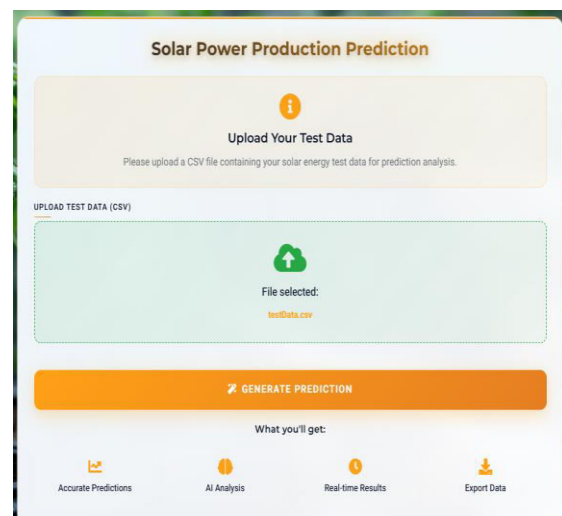 Solar Power Production Prediction
Upload Your Test Data
Please upload a CSV file containing your solar energy test data for prediction analysis.
UPLOAD TEST DATA (CSV)
File selected:
testData.csv
GENERATE PREDICTION
What you'll get:
Accurate Predictions AI Analysis Real-time Results Export Data